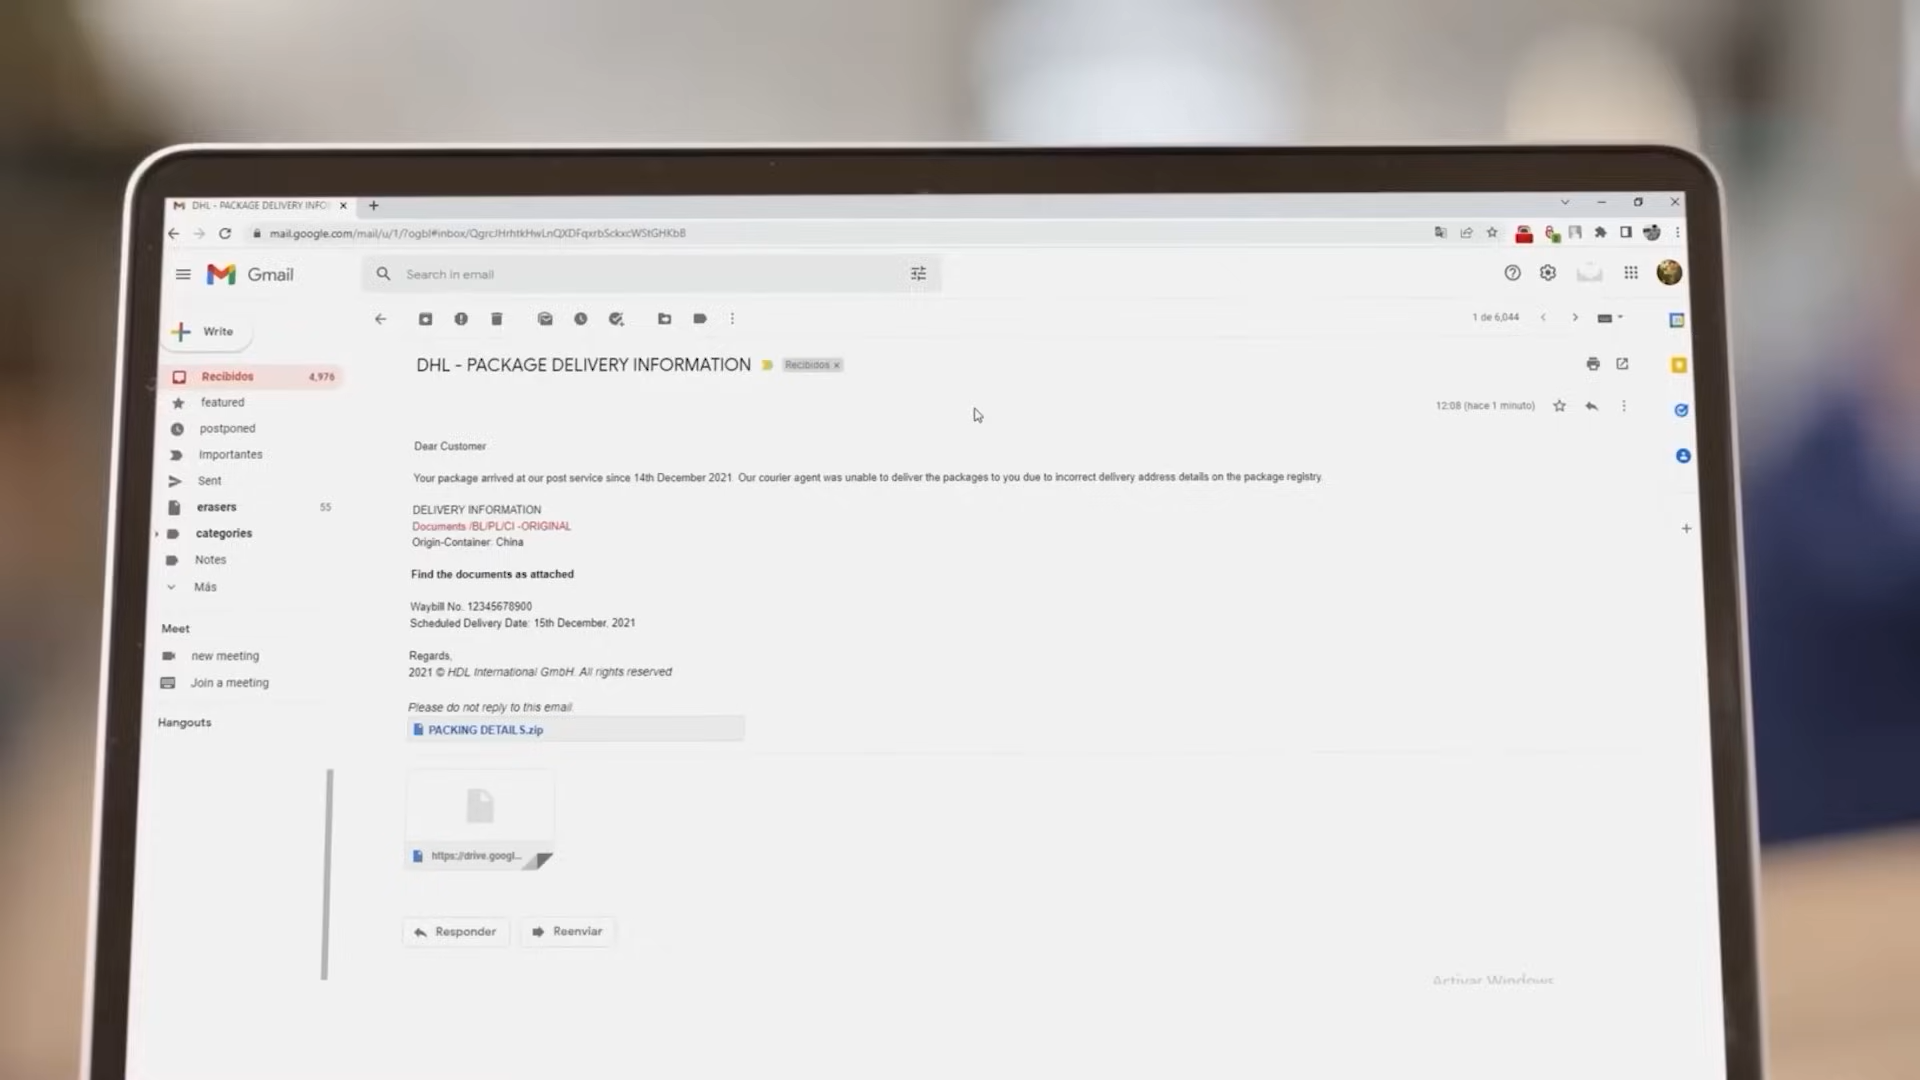 DHL - PACKAGE DELIVERY INFO
mail.google.com/mail/u/1/?ogbl#inbox/QgrcJHrhtkHwLnQXDFqxrbSckxcWStGHKbB
Gmail
Search in email
1 de 6,044
Write
DHL - PACKAGE DELIVERY INFORMATION
Recibidos x
Recibidos 4,976
featured
12:08 (hace 1 minuto)
postponed
Importantes
Sent
erasers 55
categories
Notes
Más
Meet
new meeting
Join a meeting
Hangouts
Dear Customer
Your package arrived at our post service since 14th December 2021. Our courier agent was unable to deliver the packages to you due to incorrect delivery address details on the package registry.
DELIVERY INFORMATION
Documents /BL/PL/CI -ORIGINAL
Origin-Container: China
Find the documents as attached
Waybill No. 12345678900
Scheduled Delivery Date: 15th December, 2021
Regards,
2021 © HDL International GmbH. All rights reserved
Please do not reply to this email
PACKING DETAILS.zip
https://drive.googl...
Responder
Reenviar
Activar Windows